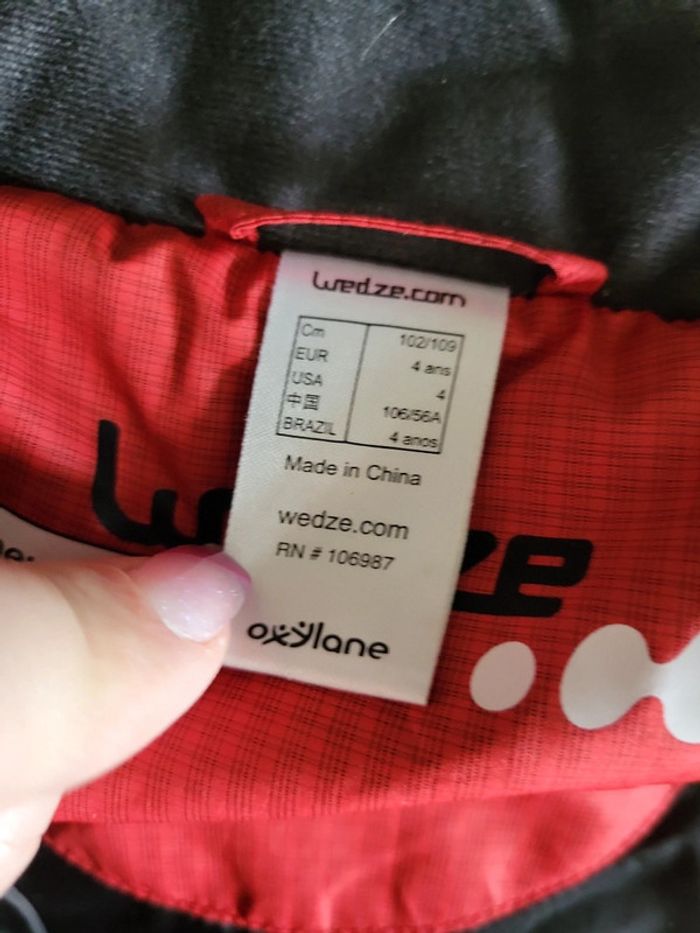 wedze.com
Cm 102/109
EUR 4 ans
USA 4
中国 106/56A
BRAZIL 4 anos
Made in China
wedze.com
RN # 106987
oxylane